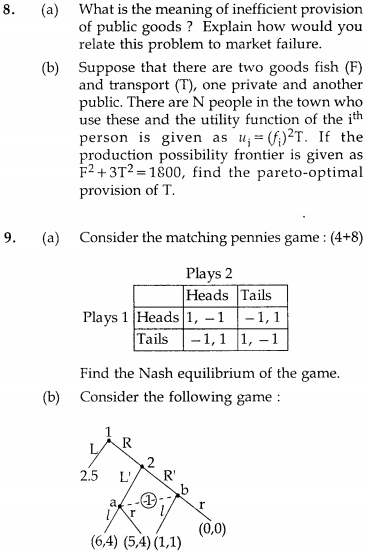 8. (a) What is the meaning of inefficient provision
of public goods ? Explain how would you
relate this problem to market failure.
(b) Suppose that there are two goods fish (F)
and transport (T), one private and another
public. There are N people in the town who
use these and the utility function of the iᵗʰ
person is given as uᵢ = (fᵢ)²T. If the
production possibility frontier is given as
F² + 3T² = 1800, find the pareto-optimal
provision of T.
9. (a) Consider the matching pennies game : (4+8)
Plays 2
Heads Tails
Plays 1 Heads 1, −1 −1, 1
Tails −1, 1 1, −1
Find the Nash equilibrium of the game.
(b) Consider the following game :
1
L R
2.5 L' 2 R'
a -1- b
l r l r
(0,0)
(6,4) (5,4) (1,1)